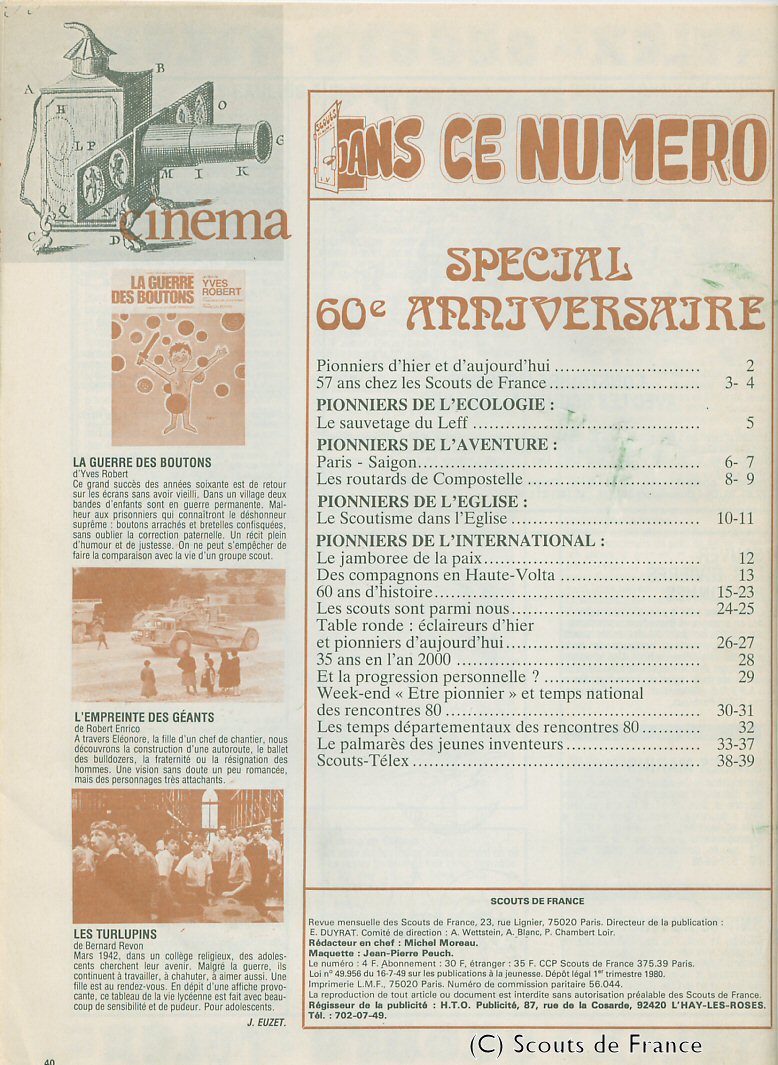 A
B
H
O
L P
G
M I K
Q N
C
D
cinéma
LA GUERRE
DES BOUTONS
YVES
ROBERT
LA GUERRE DES BOUTONS
d'Yves Robert
Ce grand succès des années soixante est de retour
sur les écrans sans avoir vieilli. Dans un village deux
bandes d'enfants sont en guerre permanente. Mal-
heur aux prisonniers qui connaîtront le déshonneur
suprême : boutons arrachés et bretelles confisquées,
sans oublier la correction paternelle. Un récit plein
d'humour et de justesse. On ne peut s'empêcher de
faire la comparaison avec la vie d'un groupe scout.
L'EMPREINTE DES GÉANTS
de Robert Enrico
A travers Eléonore, la fille d'un chef de chantier, nous
découvrons la construction d'une autoroute, le ballet
des bulldozers, la fraternité ou la résignation des
hommes. Une vision sans doute un peu romancée,
mais des personnages très attachants.
LES TURLUPINS
de Bernard Revon
Mars 1942, dans un collège religieux, des adoles-
cents cherchent leur avenir. Malgré la guerre, ils
continuent à travailler, à chahuter, à aimer aussi. Une
fille est au rendez-vous. En dépit d'une affiche provo-
cante, ce tableau de la vie lycéenne est fait avec beau-
coup de sensibilité et de pudeur. Pour adolescents.
J. EUZET.
40
SCOUTS
DANS CE NUMERO
SPECIAL
60e ANNIVERSAIRE
Pionniers d'hier et d'aujourd'hui ............................ 2
57 ans chez les Scouts de France ............................ 3- 4
PIONNIERS DE L'ECOLOGIE :
Le sauvetage du Leff ............................ 5
PIONNIERS DE L'AVENTURE :
Paris - Saigon ............................ 6- 7
Les routards de Compostelle ............................ 8- 9
PIONNIERS DE L'EGLISE :
Le Scoutisme dans l'Eglise ............................ 10-11
PIONNIERS DE L'INTERNATIONAL :
Le jamboree de la paix ............................ 12
Des compagnons en Haute-Volta ............................ 13
60 ans d'histoire ............................ 15-23
Les scouts sont parmi nous ............................ 24-25
Table ronde : éclaireurs d'hier
et pionniers d'aujourd'hui ............................ 26-27
35 ans en l'an 2000 ............................ 28
Et la progression personnelle ? ............................ 29
Week-end « Etre pionnier » et temps national
des rencontres 80 ............................ 30-31
Les temps départementaux des rencontres 80 .......... 32
Le palmarès des jeunes inventeurs ............................ 33-37
Scouts-Télex ............................ 38-39
SCOUTS DE FRANCE
Revue mensuelle des Scouts de France, 23, rue Lignier, 75020 Paris. Directeur de la publication :
E. DUYRAT. Comité de direction : A. Wettstein, A. Blanc, P. Chambert Loir.
Rédacteur en chef : Michel Moreau.
Maquette : Jean-Pierre Peuch.
Le numéro : 4 F. Abonnement : 30 F, étranger : 35 F. CCP Scouts de France 375.39 Paris.
Loi n° 49.956 du 16-7-49 sur les publications à la jeunesse. Dépôt légal 1er trimestre 1980.
Imprimerie L.M.F., 75020 Paris. Numéro de commission paritaire 56.044.
La reproduction de tout article ou document est interdite sans autorisation préalable des Scouts de France.
Régisseur de la publicité : H.T.O. Publicité, 87, rue de la Cosarde, 92420 L'HAY-LES-ROSES.
Tél. : 702-07-49.
(C) Scouts de France